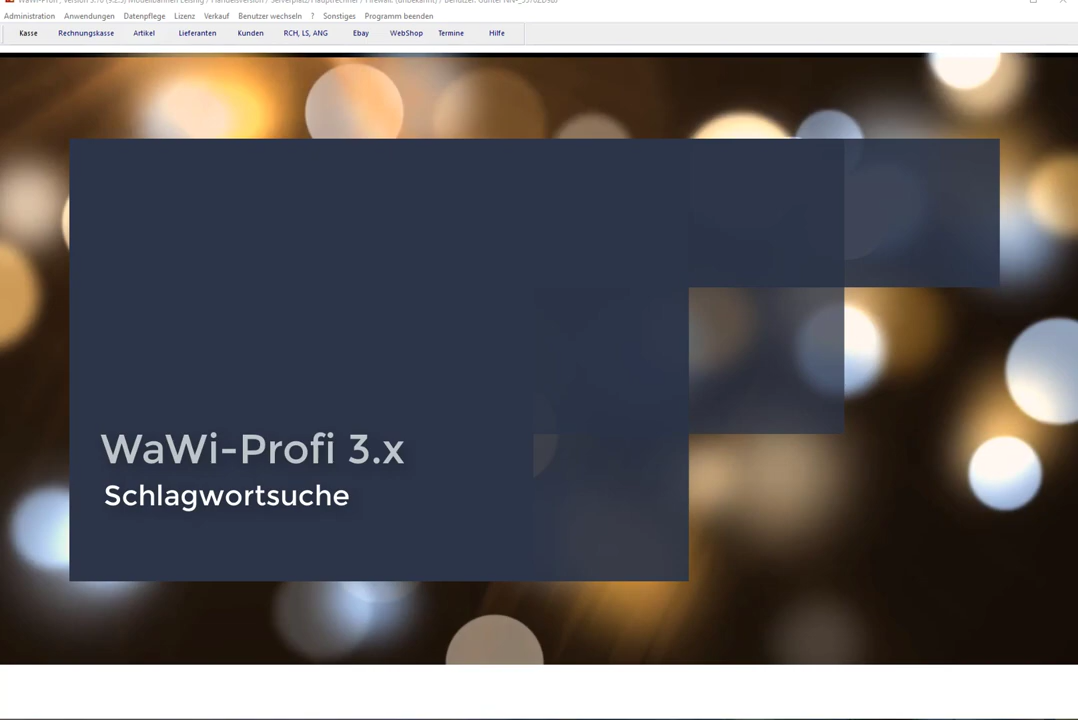 Administration Anwendungen Datenpflege Lizenz Verkauf Benutzer wechseln ? Sonstiges Programm beenden
Kasse Rechnungskasse Artikel Lieferanten Kunden RCH, LS, ANG Ebay WebShop Termine Hilfe
WaWi-Profi 3.x
Schlagwortsuche